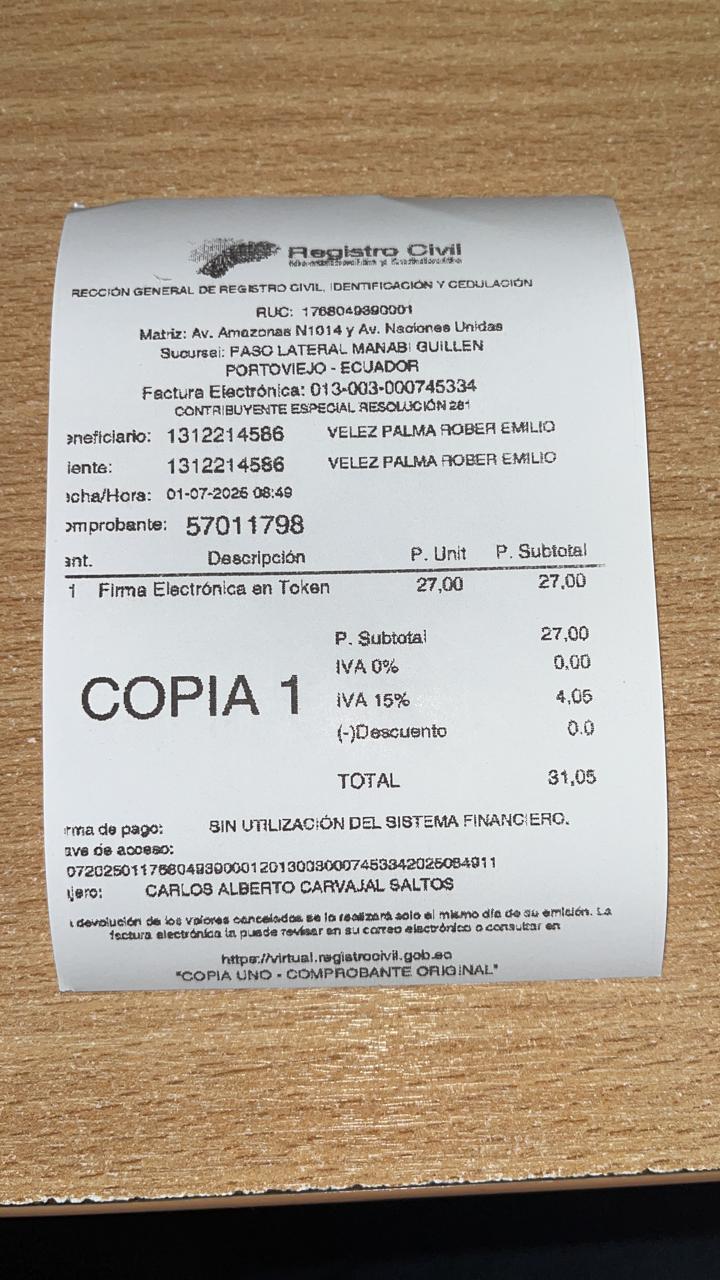 Registro Civil
RECCIÓN GENERAL DE REGISTRO CIVIL, IDENTIFICACIÓN Y CEDULACIÓN
RUC: 1768049390001
Matriz: Av. Amazonas N1014 y Av. Naciones Unidas
Sucursal: PASO LATERAL MANABI GUILLEN
PORTOVIEJO - ECUADOR
Factura Electrónica: 013-003-000745334
CONTRIBUYENTE ESPECIAL RESOLUCIÓN 281
eneficiario: 1312214586 VELEZ PALMA ROBER EMILIO
iente: 1312214586 VELEZ PALMA ROBER EMILIO
cha/Hora: 01-07-2025 08:49
omprobante: 57011798
ant. Descripción P. Unit P. Subtotal
1 Firma Electrónica en Token 27,00 27,00
P. Subtotal 27,00
IVA 0% 0.00
COPIA 1
IVA 15% 4,05
(-)Descuento 0.0
TOTAL 31,05
rma de pago: SIN UTILIZACIÓN DEL SISTEMA FINANCIERO.
ave de acceso:
jero: CARLOS ALBERTO CARVAJAL SALTOS
devolución de los valores cancelados se lo realizará solo el mismo día de su emisión. La
factura electrónica la puede revisar en su correo electrónico o consultar en
https://virtual.registrocivil.gob.ec
"COPIA UNO - COMPROBANTE ORIGINAL"